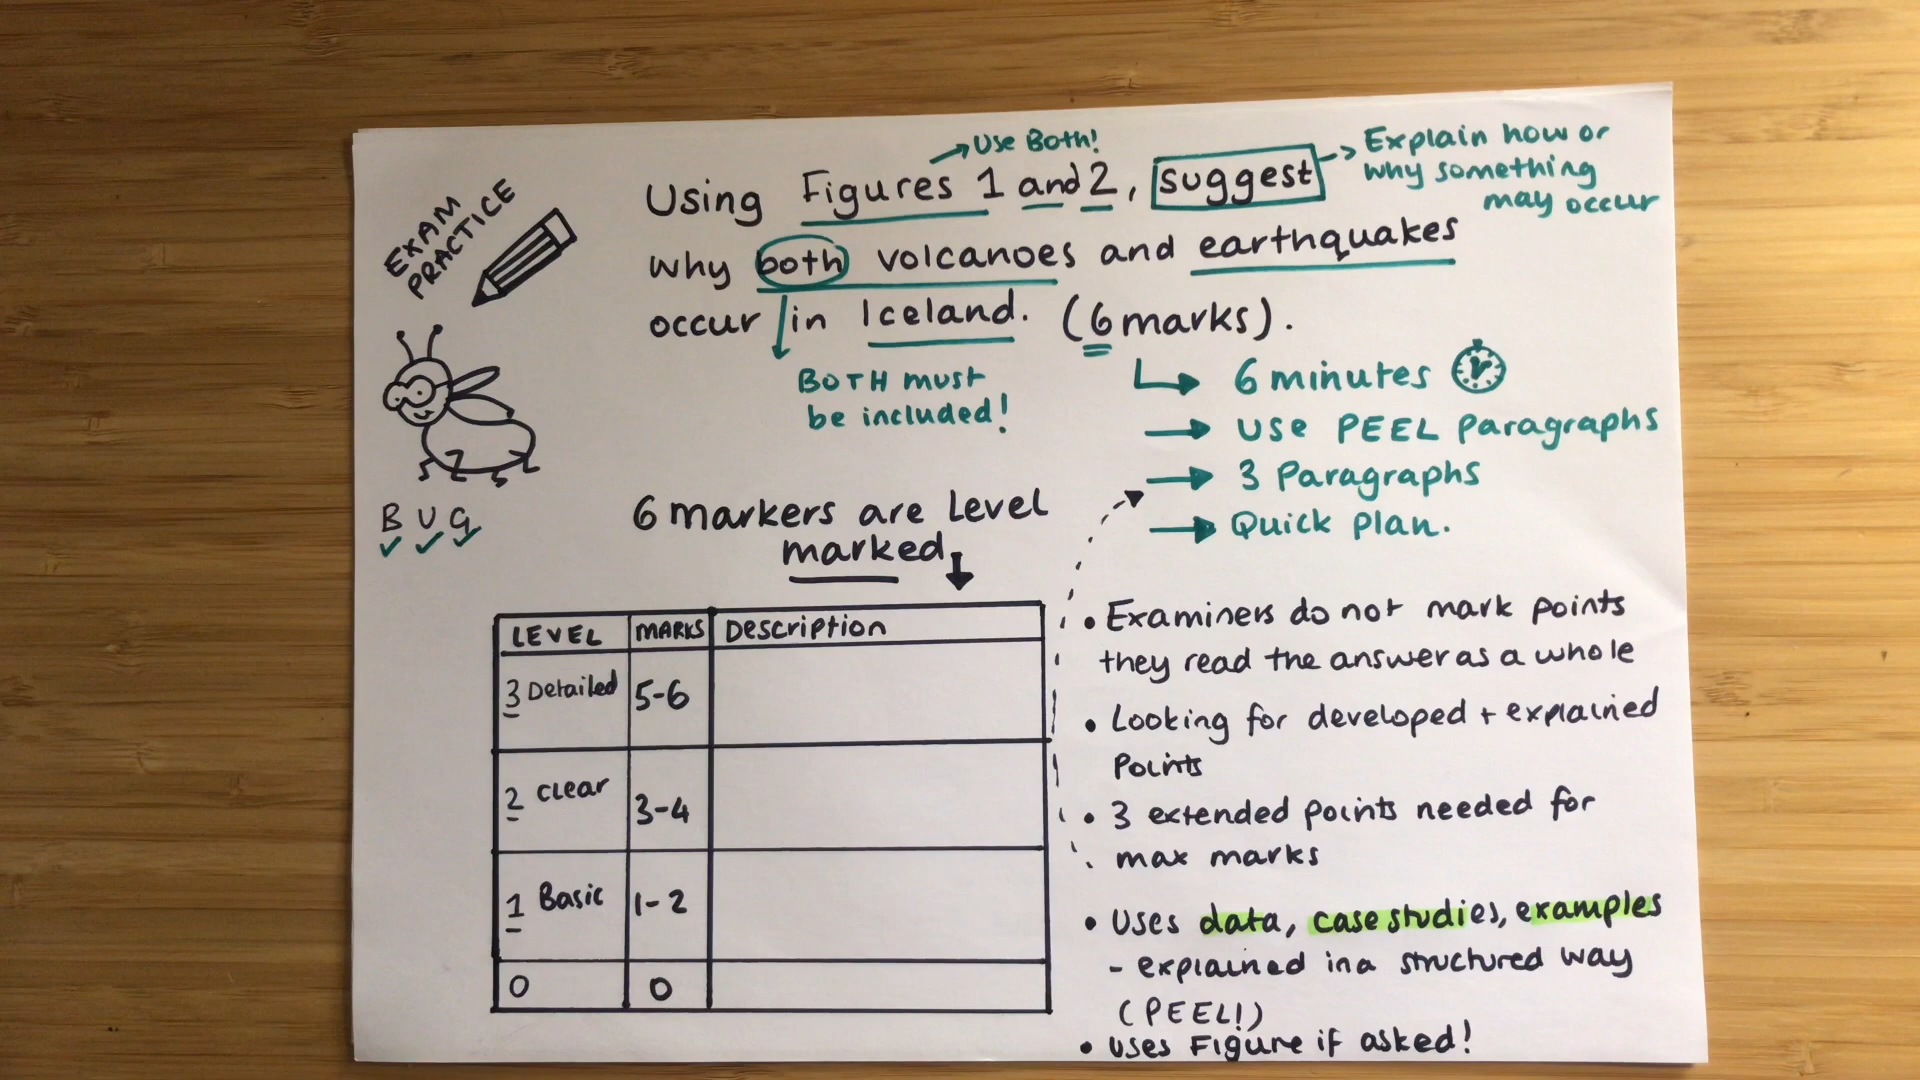 EXAM
PRACTICE
B U G
Use Both!
Explain how or
why something
may occur
Using Figures 1 and 2, suggest
why both volcanoes and earthquakes
occur in Iceland. (6 marks).
BOTH must
be included!
6 minutes
Use PEEL Paragraphs
3 Paragraphs
Quick Plan.
6 markers are Level
marked
LEVEL MARKS Description
3 Detailed 5-6
2 clear 3-4
1 Basic 1-2
0 0
• Examiners do not mark points
they read the answer as a whole
• Looking for developed + explained
Points
• 3 extended points needed for
max marks
• Uses data, case studies, examples
- explained in a structured way
(PEEL!)
• Uses Figure if asked!